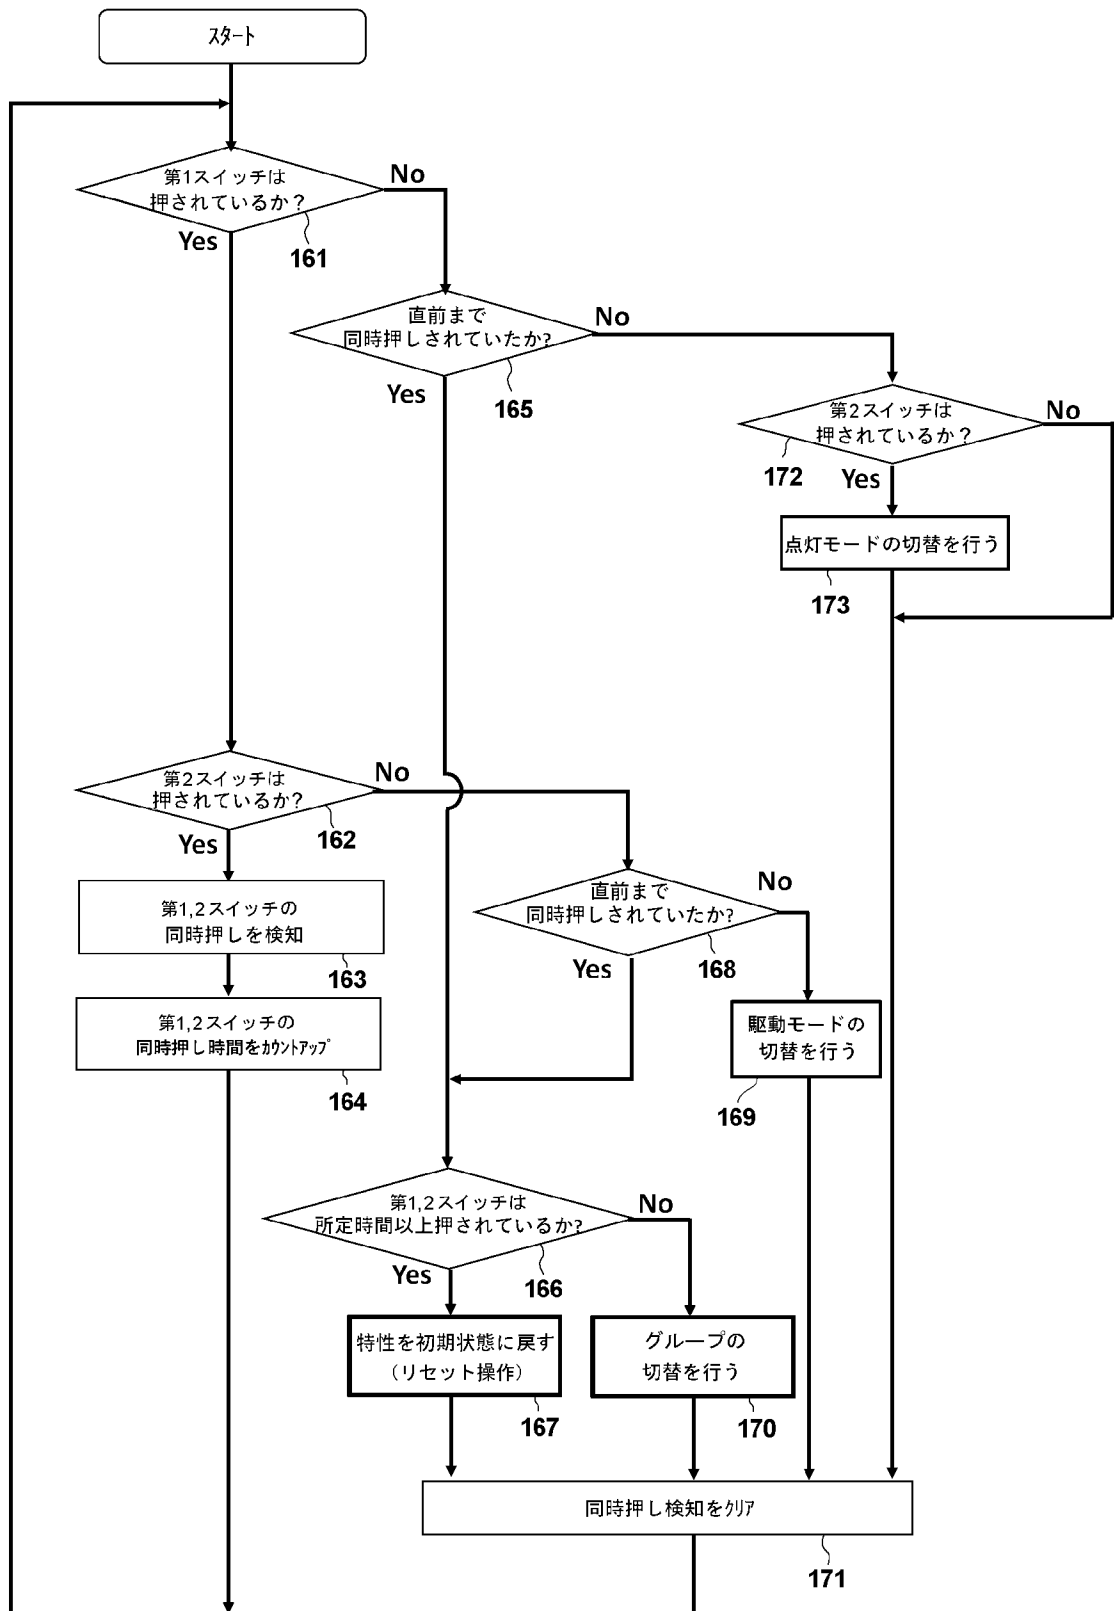 スタート
第1スイッチは
押されているか？
No
Yes
161
直前まで
同時押しされていたか?
No
Yes
165
第2スイッチは
押されているか？
No
172
Yes
点灯モードの切替を行う
173
第2スイッチは
押されているか？
No
162
Yes
第1,2スイッチの
同時押しを検知
163
第1,2スイッチの
同時押し時間をｶｳﾝﾄｱｯﾌﾟ
164
直前まで
同時押しされていたか?
No
168
Yes
駆動モードの
切替を行う
169
第1,2スイッチは
所定時間以上押されているか?
No
Yes
166
特性を初期状態に戻す
（リセット操作）
167
グループの
切替を行う
170
同時押し検知をｸﾘｱ
171